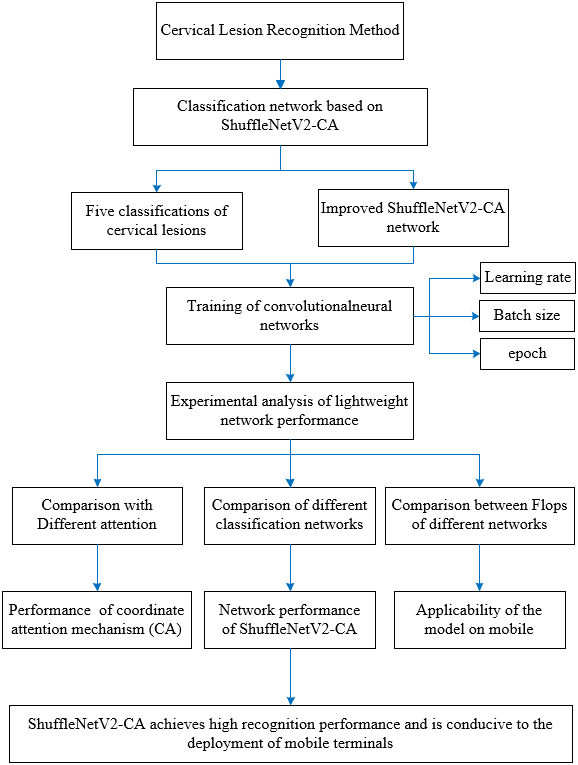 Cervical Lesion Recognition Method
Classification network based on
ShuffleNetV2-CA
Five classifications of
cervical lesions
Improved ShuffleNetV2-CA
network
Training of convolutionalneural
networks
Learning rate
Batch size
epoch
Experimental analysis of lightweight
network performance
Comparison with
Different attention
Comparison of different
classification networks
Comparison between Flops
of different networks
Performance of coordinate
attention mechanism (CA)
Network performance
of ShuffleNetV2-CA
Applicability of the
model on mobile
ShuffleNetV2-CA achieves high recognition performance and is conducive to the
deployment of mobile terminals